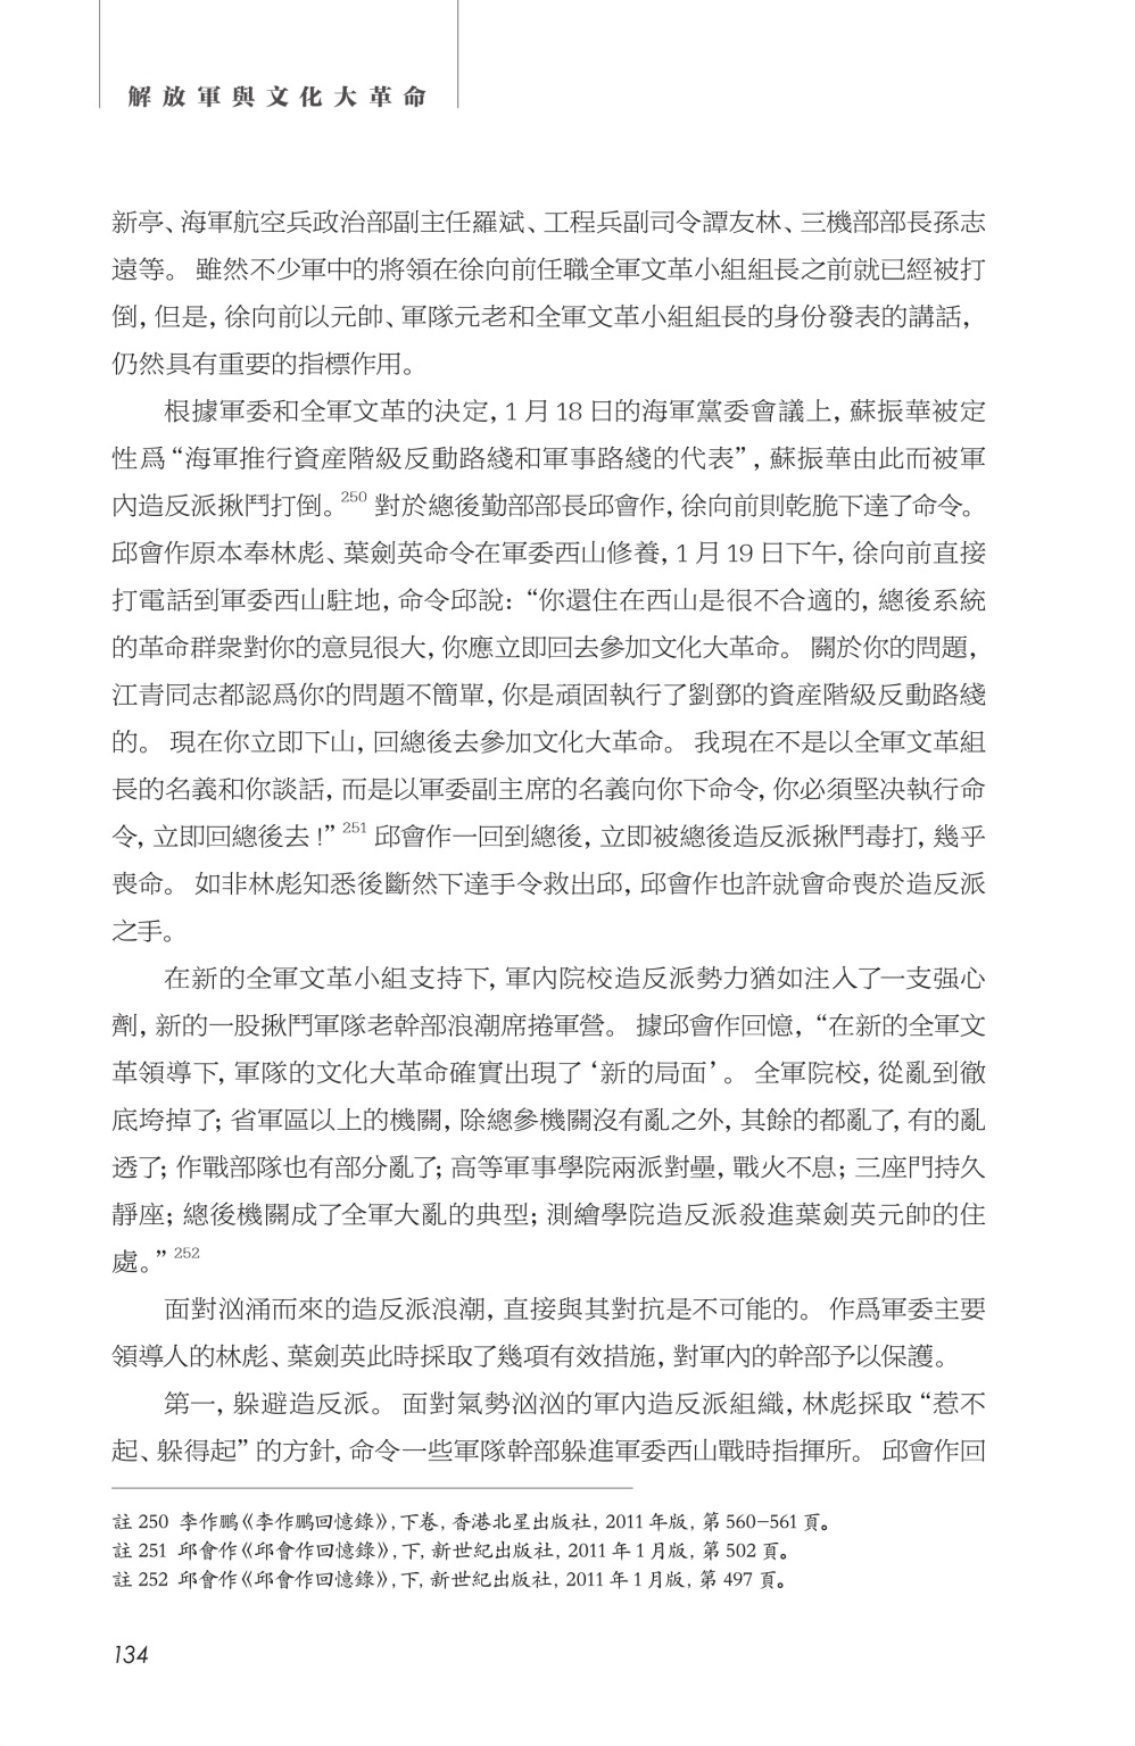 解放軍與文化大革命
新亭、海軍航空兵政治部副主任羅斌、工程兵副司令譚友林、三機部部長孫志
遠等。 雖然不少軍中的將領在徐向前任職全軍文革小組組長之前就已經被打
倒, 但是, 徐向前以元帥、軍隊元老和全軍文革小組組長的身份發表的講話,
仍然具有重要的指標作用。
根據軍委和全軍文革的決定, 1 月 18 日的海軍黨委會議上, 蘇振華被定
性爲 “海軍推行資産階級反動路綫和軍事路綫的代表”, 蘇振華由此而被軍
內造反派揪鬥打倒。250 對於總後勤部部長邱會作, 徐向前則乾脆下達了命令。
邱會作原本奉林彪、葉劍英命令在軍委西山修養, 1 月 19 日下午, 徐向前直接
打電話到軍委西山駐地, 命令邱說: “你還住在西山是很不合適的, 總後系統
的革命群衆對你的意見很大, 你應立即回去參加文化大革命。 關於你的問題,
江青同志都認爲你的問題不簡單, 你是頑固執行了劉鄧的資産階級反動路綫
的。 現在你立即下山, 回總後去參加文化大革命。 我現在不是以全軍文革組
長的名義和你談話, 而是以軍委副主席的名義向你下命令, 你必須堅决執行命
令, 立即回總後去 !” 251 邱會作一回到總後, 立即被總後造反派揪鬥毒打, 幾乎
喪命。 如非林彪知悉後斷然下達手令救出邱, 邱會作也許就會命喪於造反派
之手。
在新的全軍文革小組支持下, 軍內院校造反派勢力猶如注入了一支强心
劑, 新的一股揪鬥軍隊老幹部浪潮席捲軍營。 據邱會作回憶, “在新的全軍文
革領導下, 軍隊的文化大革命確實出現了 ‘新的局面’。 全軍院校, 從亂到徹
底垮掉了; 省軍區以上的機關, 除總參機關沒有亂之外, 其餘的都亂了, 有的亂
透了; 作戰部隊也有部分亂了; 高等軍事學院兩派對壘, 戰火不息; 三座門持久
靜座; 總後機關成了全軍大亂的典型; 測繪學院造反派殺進葉劍英元帥的住
處。” 252
面對洶涌而來的造反派浪潮, 直接與其對抗是不可能的。 作爲軍委主要
領導人的林彪、葉劍英此時採取了幾項有效措施, 對軍內的幹部予以保護。
第一, 躲避造反派。 面對氣勢洶洶的軍內造反派組織, 林彪採取 “惹不
起、躲得起” 的方針, 命令一些軍隊幹部躲進軍委西山戰時指揮所。 邱會作回
註 250 李作鵬《李作鵬回憶錄》, 下卷, 香港北星出版社, 2011 年版, 第 560–561 頁。
註 251 邱會作《邱會作回憶錄》, 下, 新世紀出版社, 2011 年 1 月版, 第 502 頁。
註 252 邱會作《邱會作回憶錄》, 下, 新世紀出版社, 2011 年 1 月版, 第 497 頁。
134